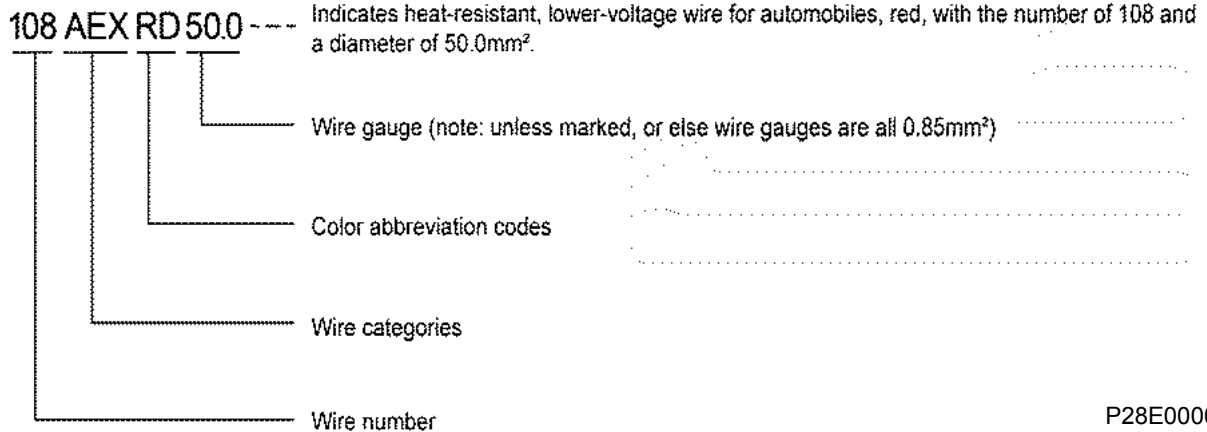 108 AEX RD 50.0 --- Indicates heat-resistant, lower-voltage wire for automobiles, red, with the number of 108 and
a diameter of 50.0mm².
Wire gauge (note: unless marked, or else wire gauges are all 0.85mm²)
Color abbreviation codes
Wire categories
Wire number